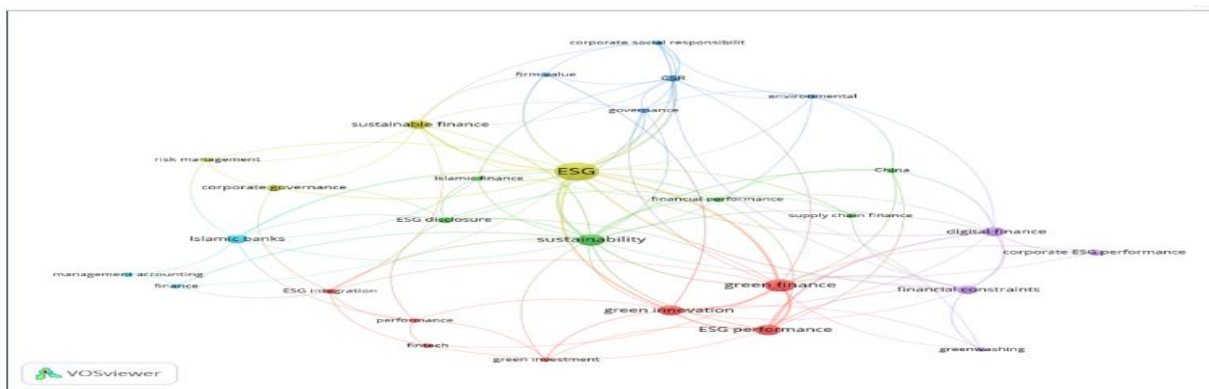 corporate social responsibilit
firm value
CSR
environmental
governance
sustainable finance
risk management
ESG
China
Islamic finance
corporate governance
financial performance
supply chain finance
ESG disclosure
digital finance
Islamic banks
sustainability
corporate ESG performance
management accounting
finance
ESG integration
green finance
financial constraints
green innovation
performance
ESG performance
fintech
greenwashing
green investment
VOSviewer